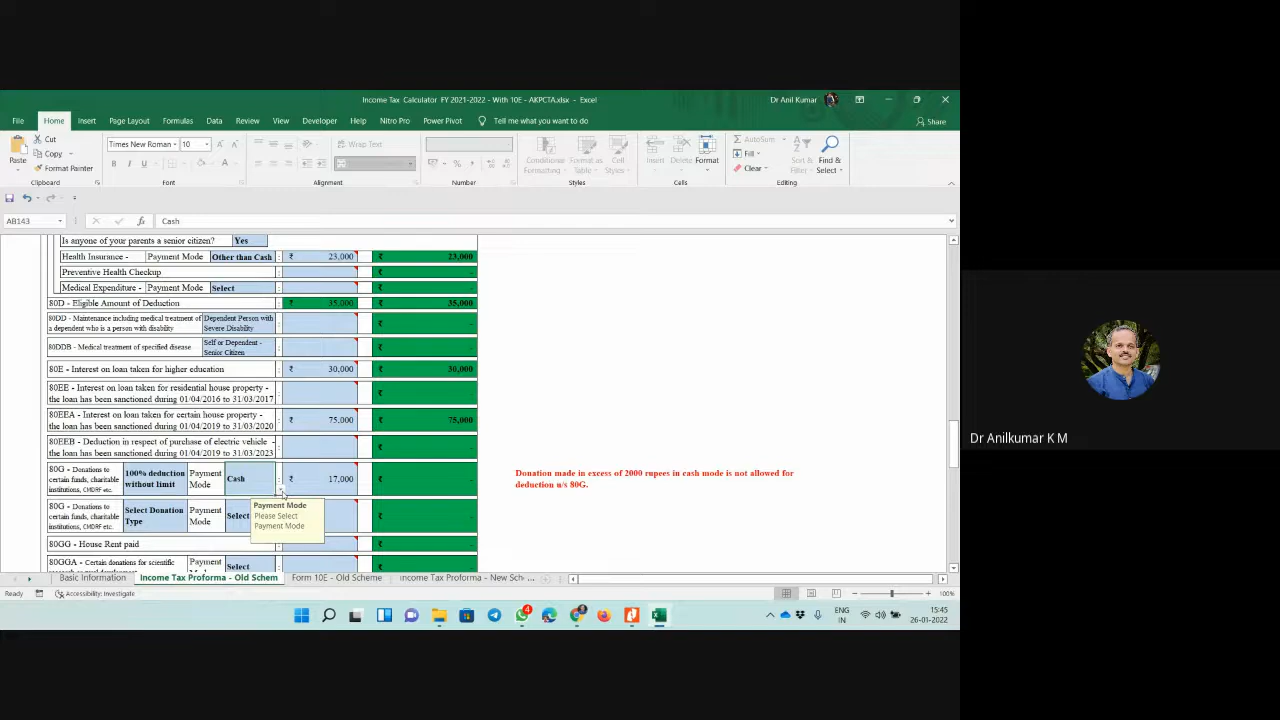 Income Tax Calculator FY 2021-2022 - With 10E - AKPCTA.xlsx - Excel
Dr Anil Kumar
File Home Insert Page Layout Formulas Data Review View Developer Help Nitro Pro Power Pivot Tell me what you want to do
Share
Paste
Cut
Copy
Format Painter
Clipboard
Times New Roman 10
B I U
Font
Wrap Text
Alignment
Number
Conditional Formatting
Format as Table
Cell Styles
Styles
Insert Delete Format
Cells
AutoSum
Fill
Clear
Sort & Filter
Find & Select
Editing
AB143
fx
Cash
Is anyone of your parents a senior citizen? Yes
Health Insurance - Payment Mode Other than Cash : ₹ 23,000 ₹ 23,000
Preventive Health Checkup : ₹ -
Medical Expenditure - Payment Mode Select : ₹ -
80D - Eligible Amount of Deduction : ₹ 35,000 ₹ 35,000
80DD - Maintenance including medical treatment of
a dependent who is a person with disability
Dependent Person with
Severe Disability
: ₹ -
80DDB - Medical treatment of specified disease
Self or Dependent -
Senior Citizen
: ₹ -
80E - Interest on loan taken for higher education : ₹ 30,000 ₹ 30,000
80EE - Interest on loan taken for residential house property -
the loan has been sanctioned during 01/04/2016 to 31/03/2017
: ₹ -
80EEA - Interest on loan taken for certain house property -
the loan has been sanctioned during 01/04/2019 to 31/03/2020
: ₹ 75,000 ₹ 75,000
80EEB - Deduction in respect of purchase of electric vehicle -
the loan has been sanctioned during 01/04/2019 to 31/03/2023
: ₹ -
80G - Donations to
certain funds, charitable
institutions, CMDRF etc.
100% deduction
without limit
Payment
Mode
Cash
: ₹ 17,000 ₹ -
Donation made in excess of 2000 rupees in cash mode is not allowed for
deduction u/s 80G.
80G - Donations to
certain funds, charitable
institutions, CMDRF etc.
Select Donation
Type
Payment
Mode
Select
₹ -
Payment Mode
Please Select
Payment Mode
80GG - House Rent paid ₹ -
80GGA - Certain donations for scientific
Payment Select : ₹ -
Basic Information Income Tax Proforma - Old Schem Form 10E - Old Scheme Income Tax Proforma - New Sch ...
Ready
Accessibility: Investigate
100%
4
ENG
IN
15:45
26-01-2022
Dr Anilkumar K M